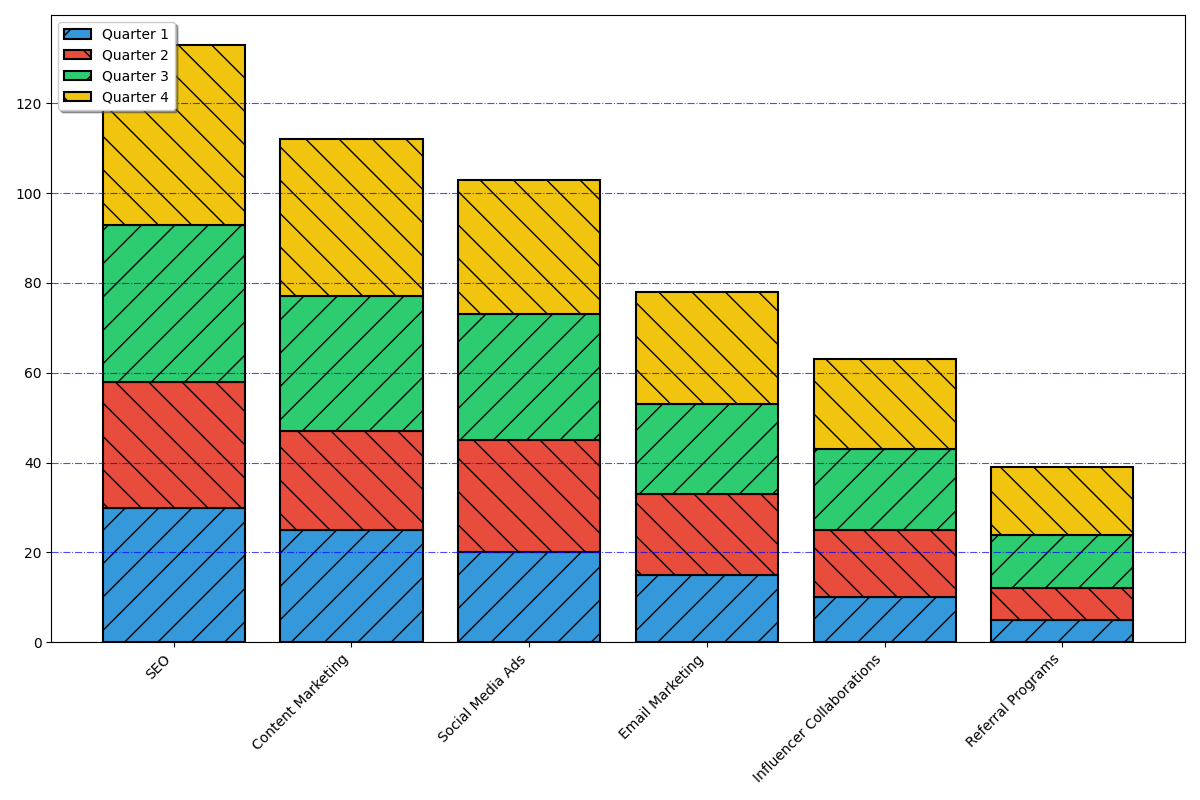 Quarter 1
Quarter 2
Quarter 3
Quarter 4
120
100
80
60
40
20
0
SEO
Content Marketing
Social Media Ads
Email Marketing
Influencer Collaborations
Referral Programs